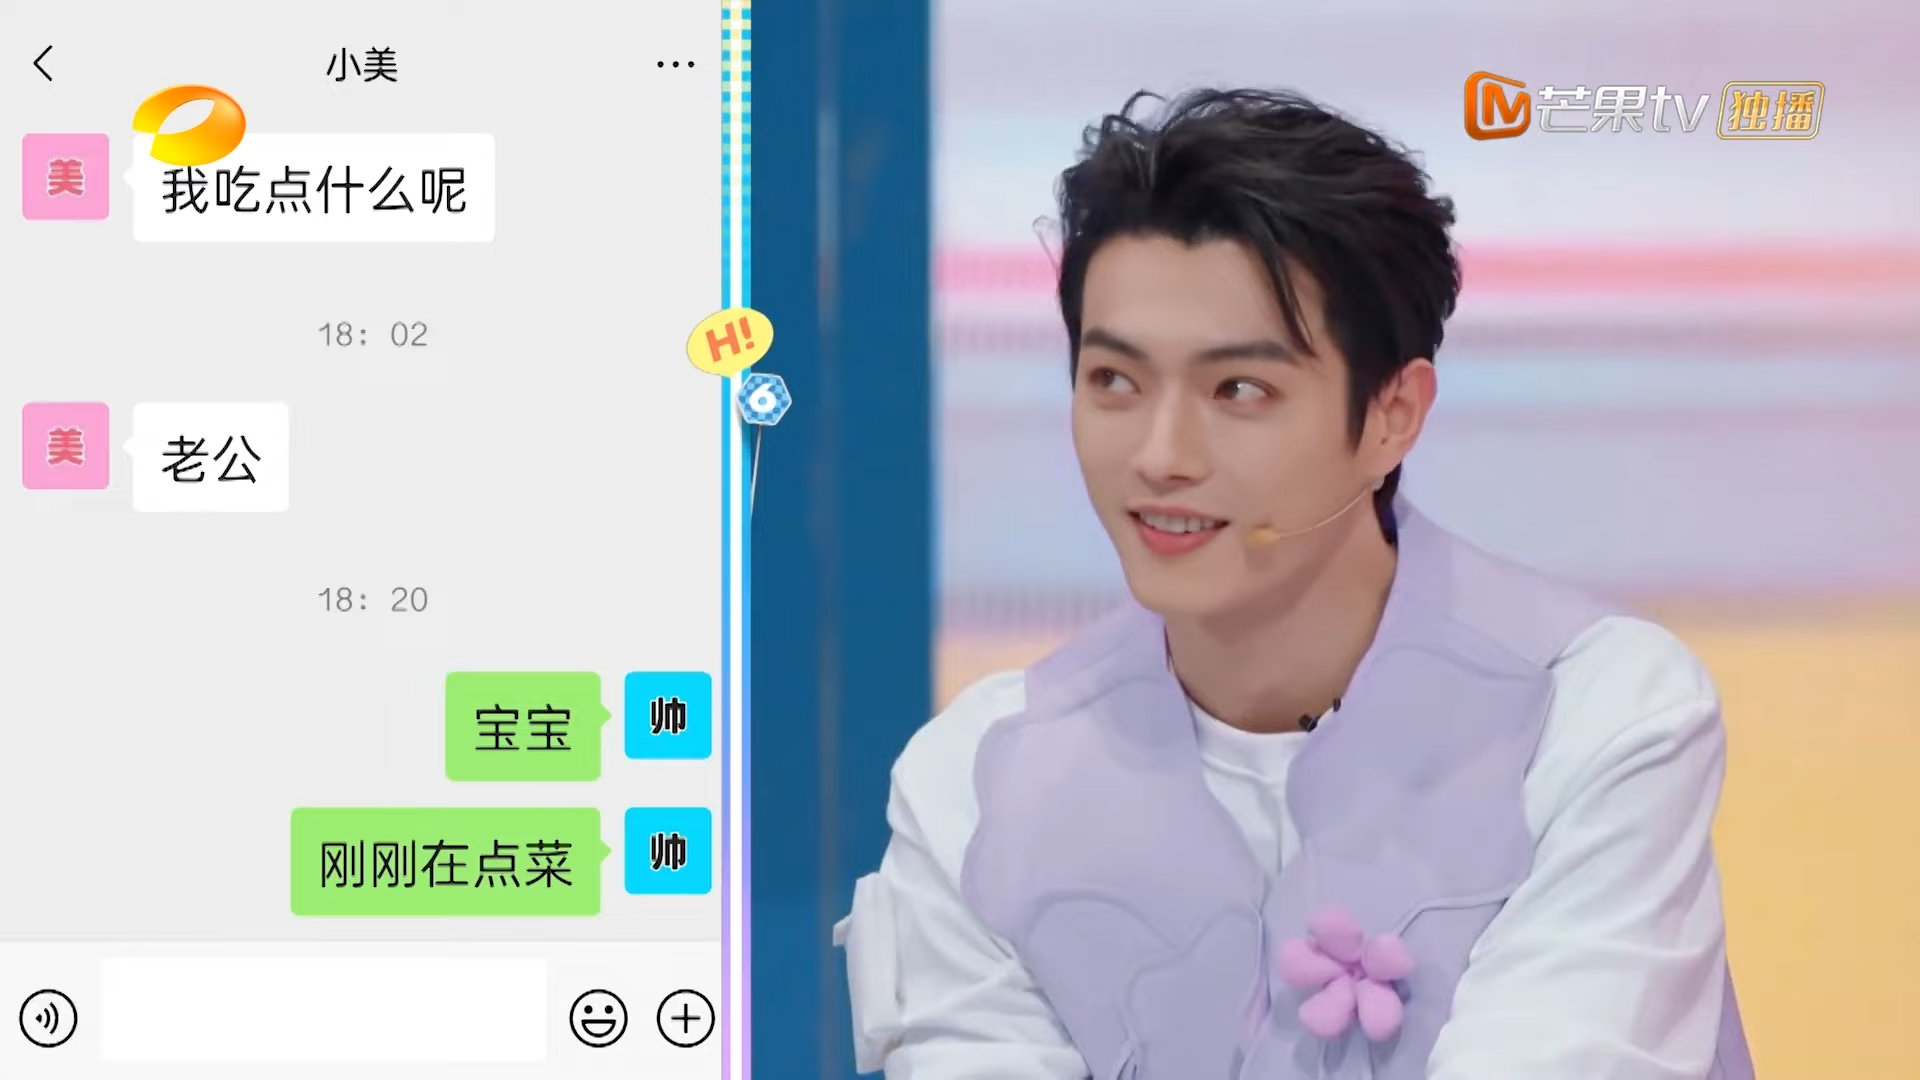 小美
美
我吃点什么呢
18: 02
美
老公
18: 20
宝宝
帅
刚刚在点菜
帅
H!
6
芒果tv 独播